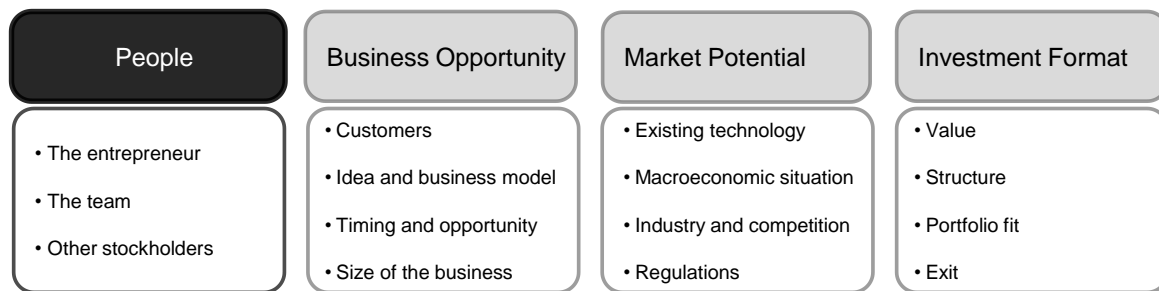 People
• The entrepreneur
• The team
• Other stockholders
Business Opportunity
• Customers
• Idea and business model
• Timing and opportunity
• Size of the business
Market Potential
• Existing technology
• Macroeconomic situation
• Industry and competition
• Regulations
Investment Format
• Value
• Structure
• Portfolio fit
• Exit